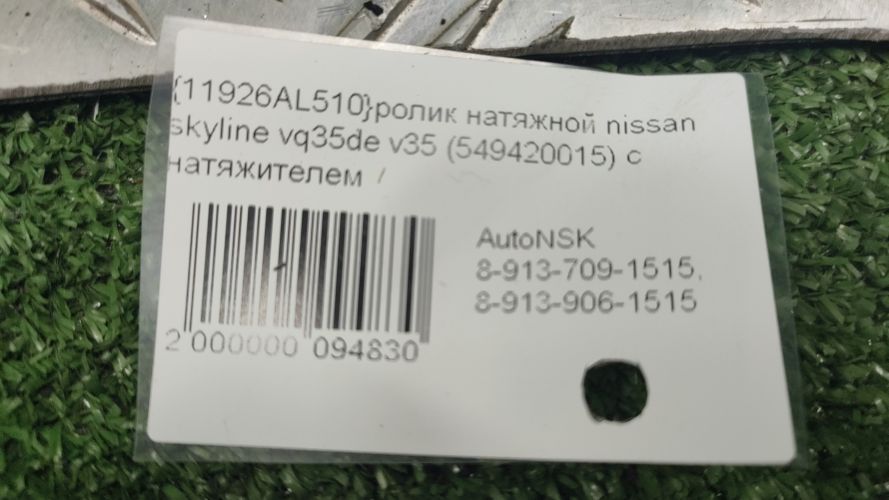 {11926AL510}ролик натяжной nissan
skyline vq35de v35 (549420015) с
натяжителем
AutoNSK
8-913-709-1515,
8-913-906-1515
2 000000 094830